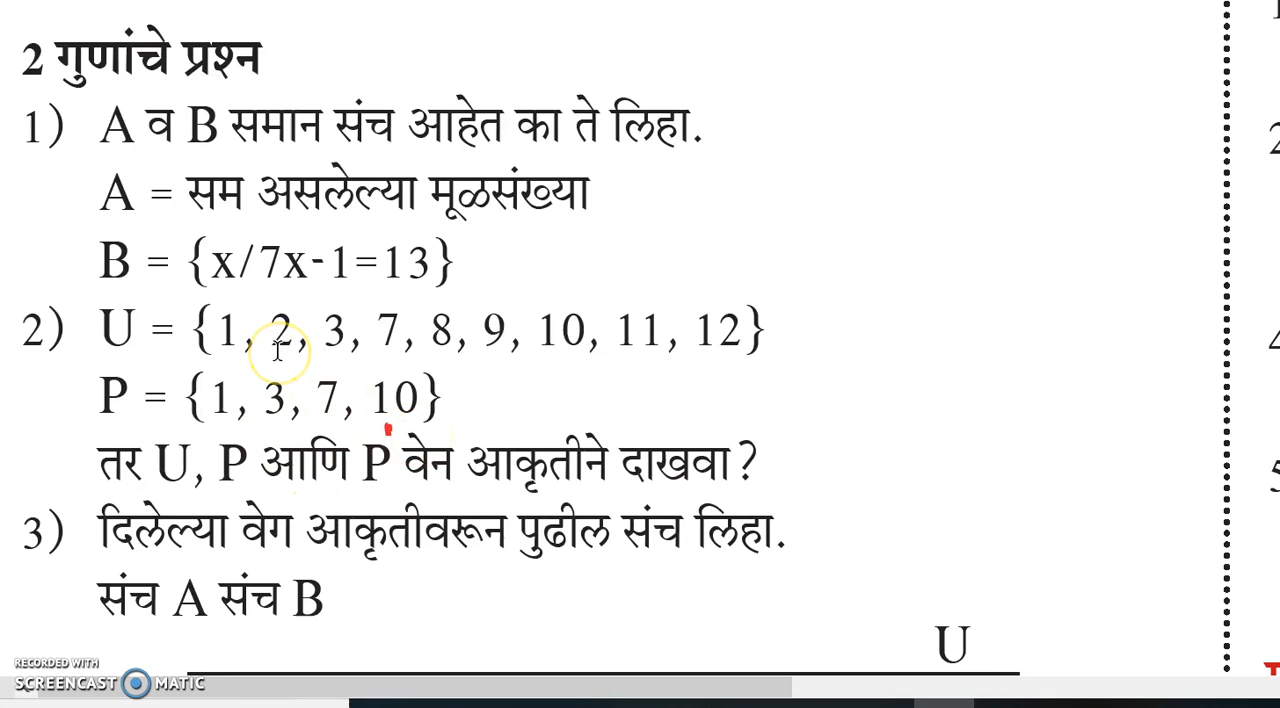 2 गुणांचे प्रश्न
1) A व B समान संच आहेत का ते लिहा.
A = सम असलेल्या मूळसंख्या
B = {x/7x-1=13}
2) U = {1, 2, 3, 7, 8, 9, 10, 11, 12}
P = {1, 3, 7, 10}
तर U, P आणि P वेन आकृतीने दाखवा?
3) दिलेल्या वेग आकृतीवरून पुढील संच लिहा.
संच A संच B
U
RECORDED WITH
SCREENCAST MATIC